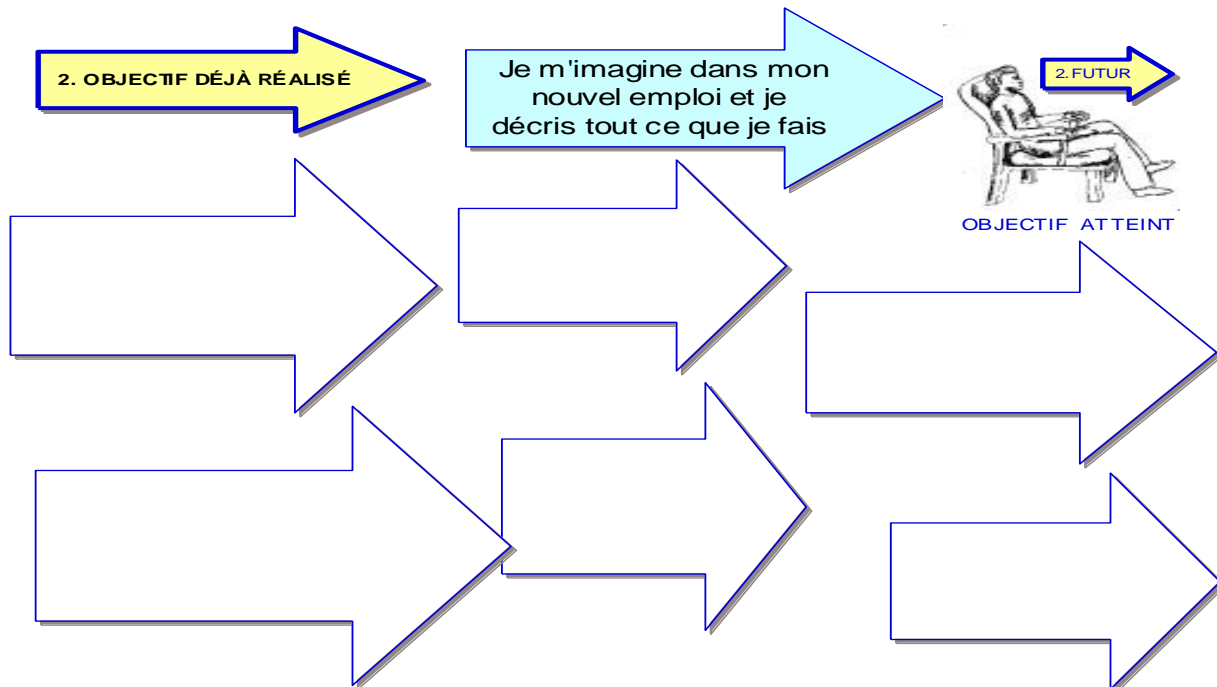 2. OBJECTIF DÉJÀ RÉALISÉ
Je m'imagine dans mon
nouvel emploi et je
décris tout ce que je fais
2. FUTUR
OBJECTIF ATTEINT